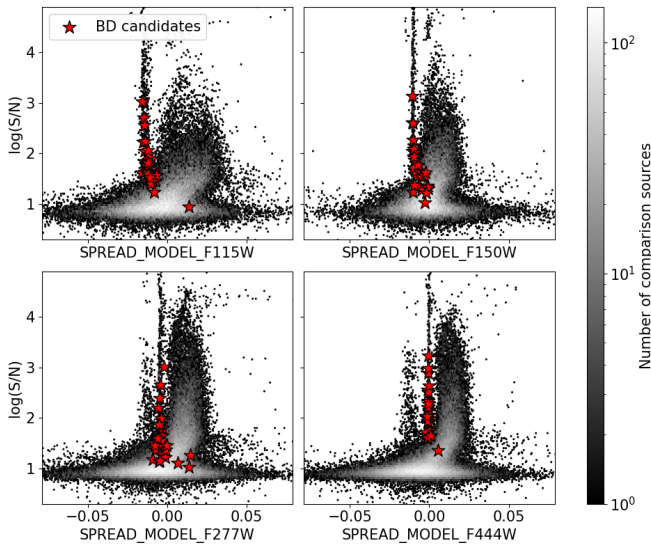 BD candidates
log(S/N)
4
3
2
1
SPREAD_MODEL_F115W
SPREAD_MODEL_F150W
log(S/N)
4
3
2
1
−0.05 0.00 0.05
−0.05 0.00 0.05
SPREAD_MODEL_F277W
SPREAD_MODEL_F444W
10²
10¹
10⁰
Number of comparison sources